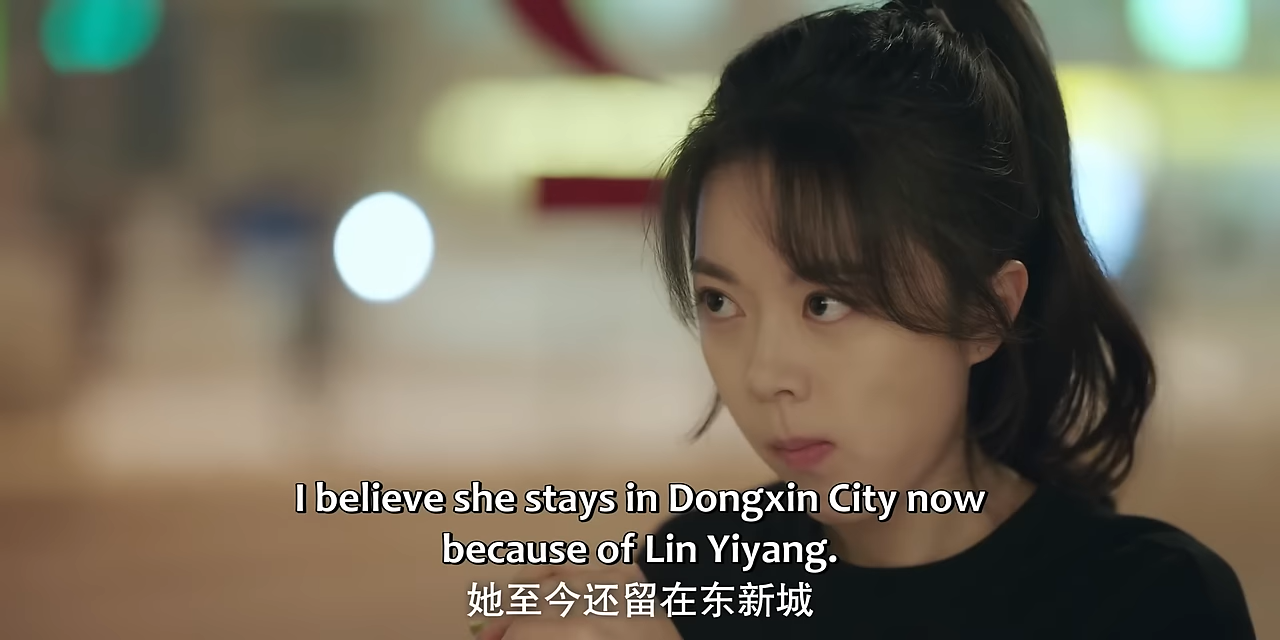 I believe she stays in Dongxin City now
because of Lin Yiyang.
她至今还留在东新城